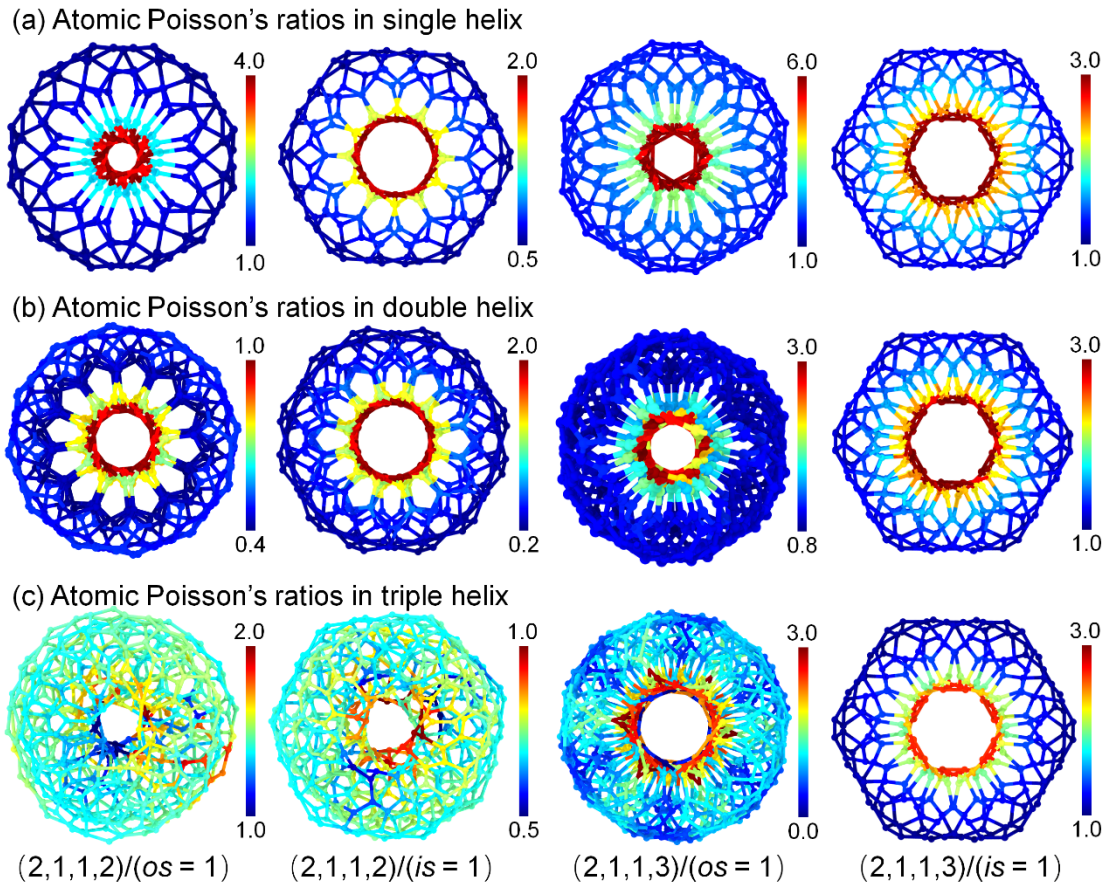 (a) Atomic Poisson’s ratios in single helix
4.0 2.0 6.0 3.0
1.0 0.5 1.0 1.0
(b) Atomic Poisson’s ratios in double helix
1.0 2.0 3.0 3.0
0.4 0.2 0.8 1.0
(c) Atomic Poisson’s ratios in triple helix
2.0 1.0 3.0 3.0
1.0 0.5 0.0 1.0
(2,1,1,2)/(os = 1) (2,1,1,2)/(is = 1) (2,1,1,3)/(os = 1) (2,1,1,3)/(is = 1)